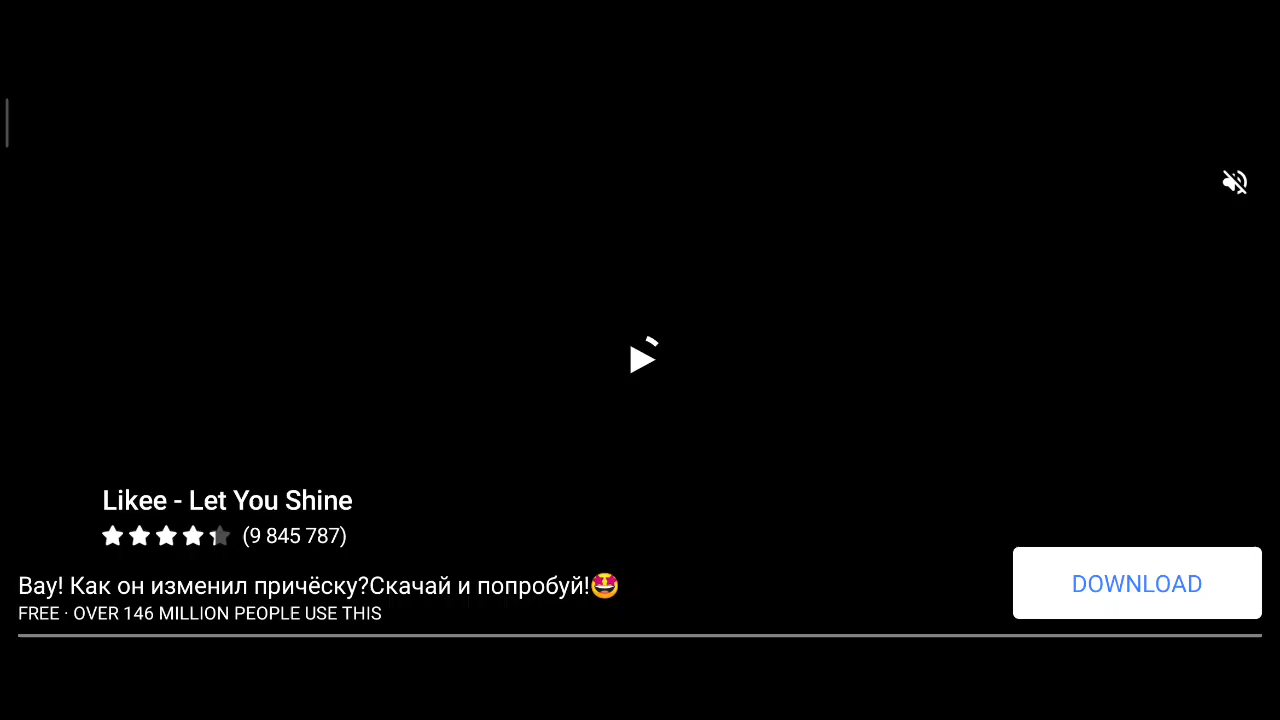 Likee - Let You Shine
(9 845 787)
Вау! Как он изменил причёску?Скачай и попробуй!🤩
FREE · OVER 146 MILLION PEOPLE USE THIS
DOWNLOAD